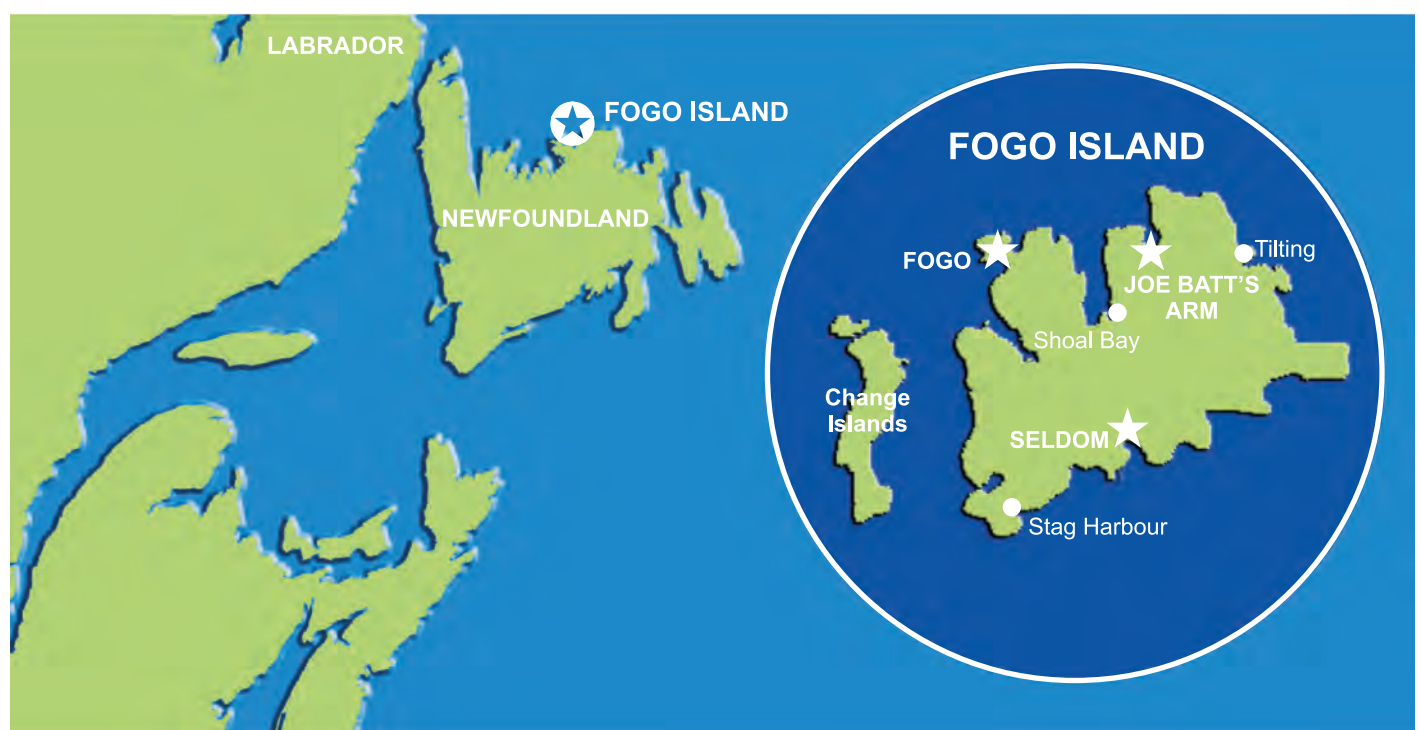 LABRADOR
FOGO ISLAND
NEWFOUNDLAND
FOGO ISLAND
FOGO
Tilting
JOE BATT'S
ARM
Shoal Bay
Change
Islands
SELDOM
Stag Harbour